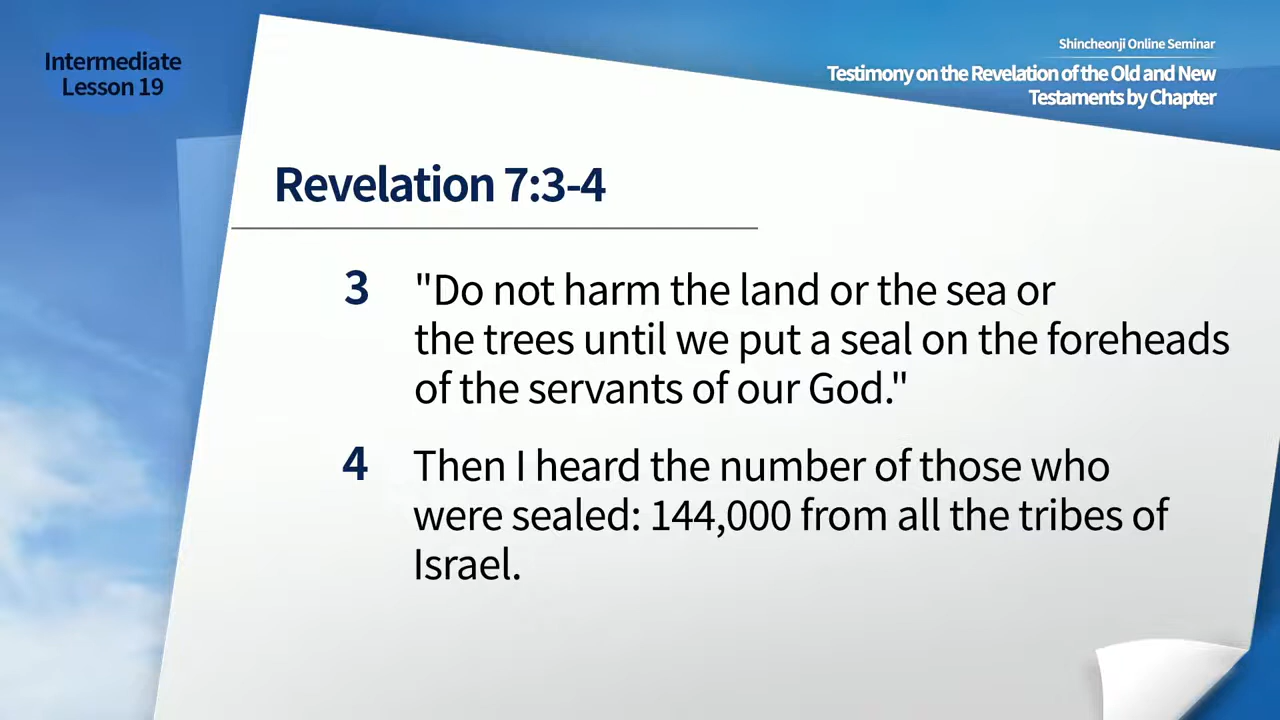 Intermediate
Lesson 19
Shincheonji Online Seminar
Testimony on the Revelation of the Old and New
Testaments by Chapter
Revelation 7:3-4
3 "Do not harm the land or the sea or
the trees until we put a seal on the foreheads
of the servants of our God."
4 Then I heard the number of those who
were sealed: 144,000 from all the tribes of
Israel.